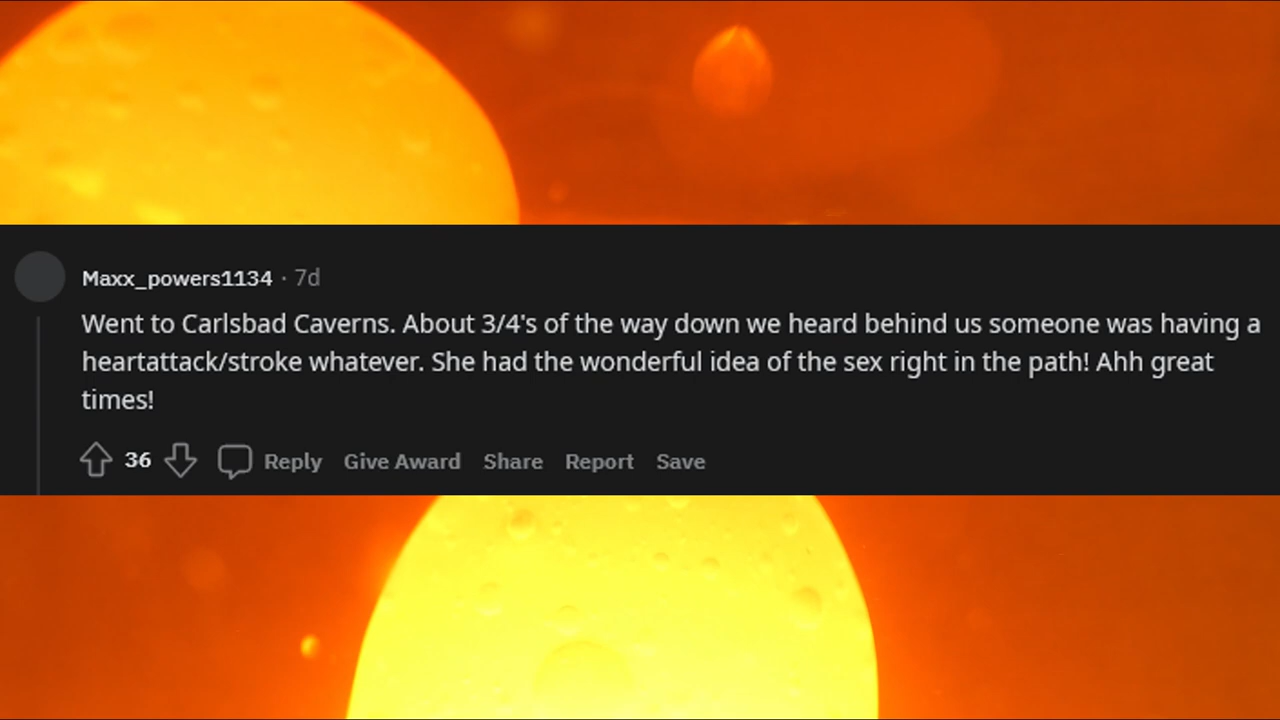 Maxx_powers1134 · 7d
Went to Carlsbad Caverns. About 3/4's of the way down we heard behind us someone was having a
heartattack/stroke whatever. She had the wonderful idea of the sex right in the path! Ahh great
times!
36 Reply Give Award Share Report Save